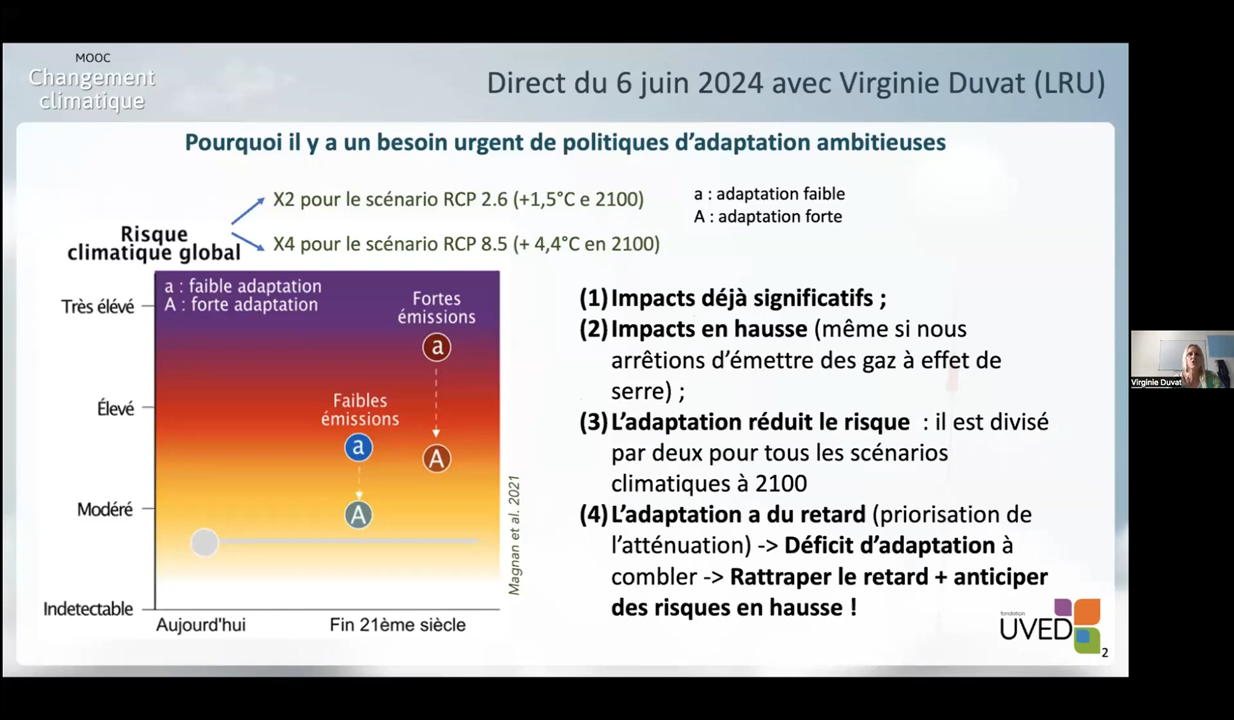 MOOC
Changement
climatique
Direct du 6 juin 2024 avec Virginie Duvat (LRU)
Pourquoi il y a un besoin urgent de politiques d’adaptation ambitieuses
X2 pour le scénario RCP 2.6 (+1,5°C e 2100)
X4 pour le scénario RCP 8.5 (+ 4,4°C en 2100)
a : adaptation faible
A : adaptation forte
Risque
climatique global
a : faible adaptation
A : forte adaptation
Très élévé
Élevé
Modéré
Indetectable
Fortes
émissions
a
Faibles
émissions
a
A
A
Aujourd'hui
Fin 21ème siècle
Magnan et al. 2021
(1) Impacts déjà significatifs ;
(2) Impacts en hausse (même si nous
arrêtions d’émettre des gaz à effet de
serre) ;
(3) L’adaptation réduit le risque : il est divisé
par deux pour tous les scénarios
climatiques à 2100
(4) L’adaptation a du retard (priorisation de
l’atténuation) -> Déficit d’adaptation à
combler -> Rattraper le retard + anticiper
des risques en hausse !
fondation
UVED
2
Virginie Duvat